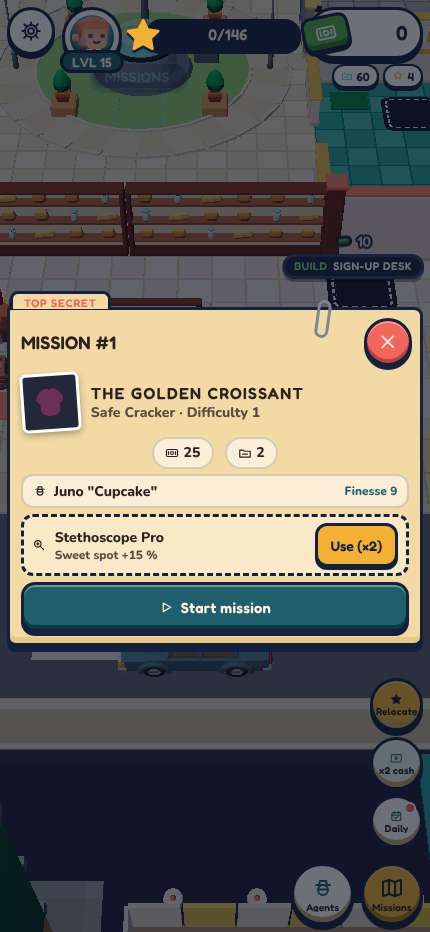 0/146
0
LVL 15
MISSIONS
60
4
10
BUILD SIGN-UP DESK
TOP SECRET
MISSION #1
THE GOLDEN CROISSANT
Safe Cracker · Difficulty 1
25
2
Juno "Cupcake"
Finesse 9
Stethoscope Pro
Sweet spot +15 %
Use (x2)
Start mission
Relocate
x2 cash
Daily
Agents
Missions